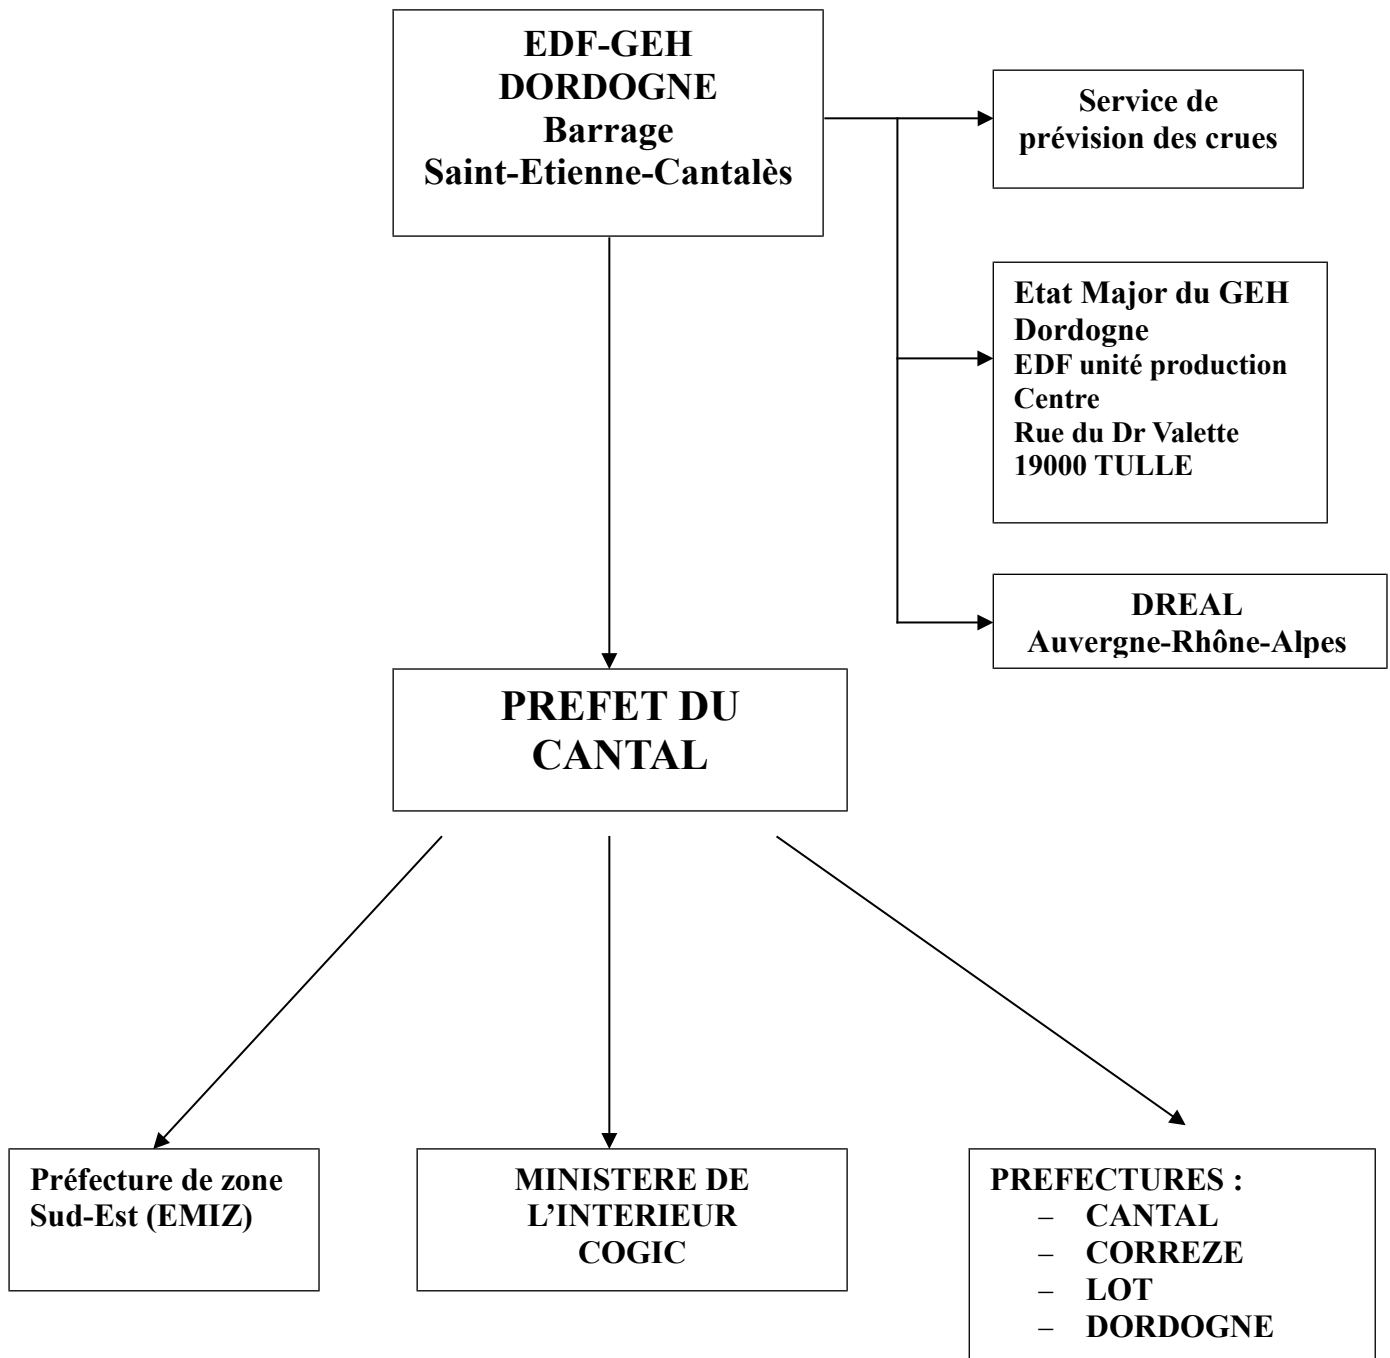 EDF-GEH
DORDOGNE
Barrage
Saint-Etienne-Cantalès
Service de
prévision des crues
Etat Major du GEH
Dordogne
EDF unité production
Centre
Rue du Dr Valette
19000 TULLE
DREAL
Auvergne-Rhône-Alpes
PREFET DU
CANTAL
Préfecture de zone
Sud-Est (EMIZ)
MINISTERE DE
L’INTERIEUR
COGIC
PREFECTURES :
– CANTAL
– CORREZE
– LOT
– DORDOGNE